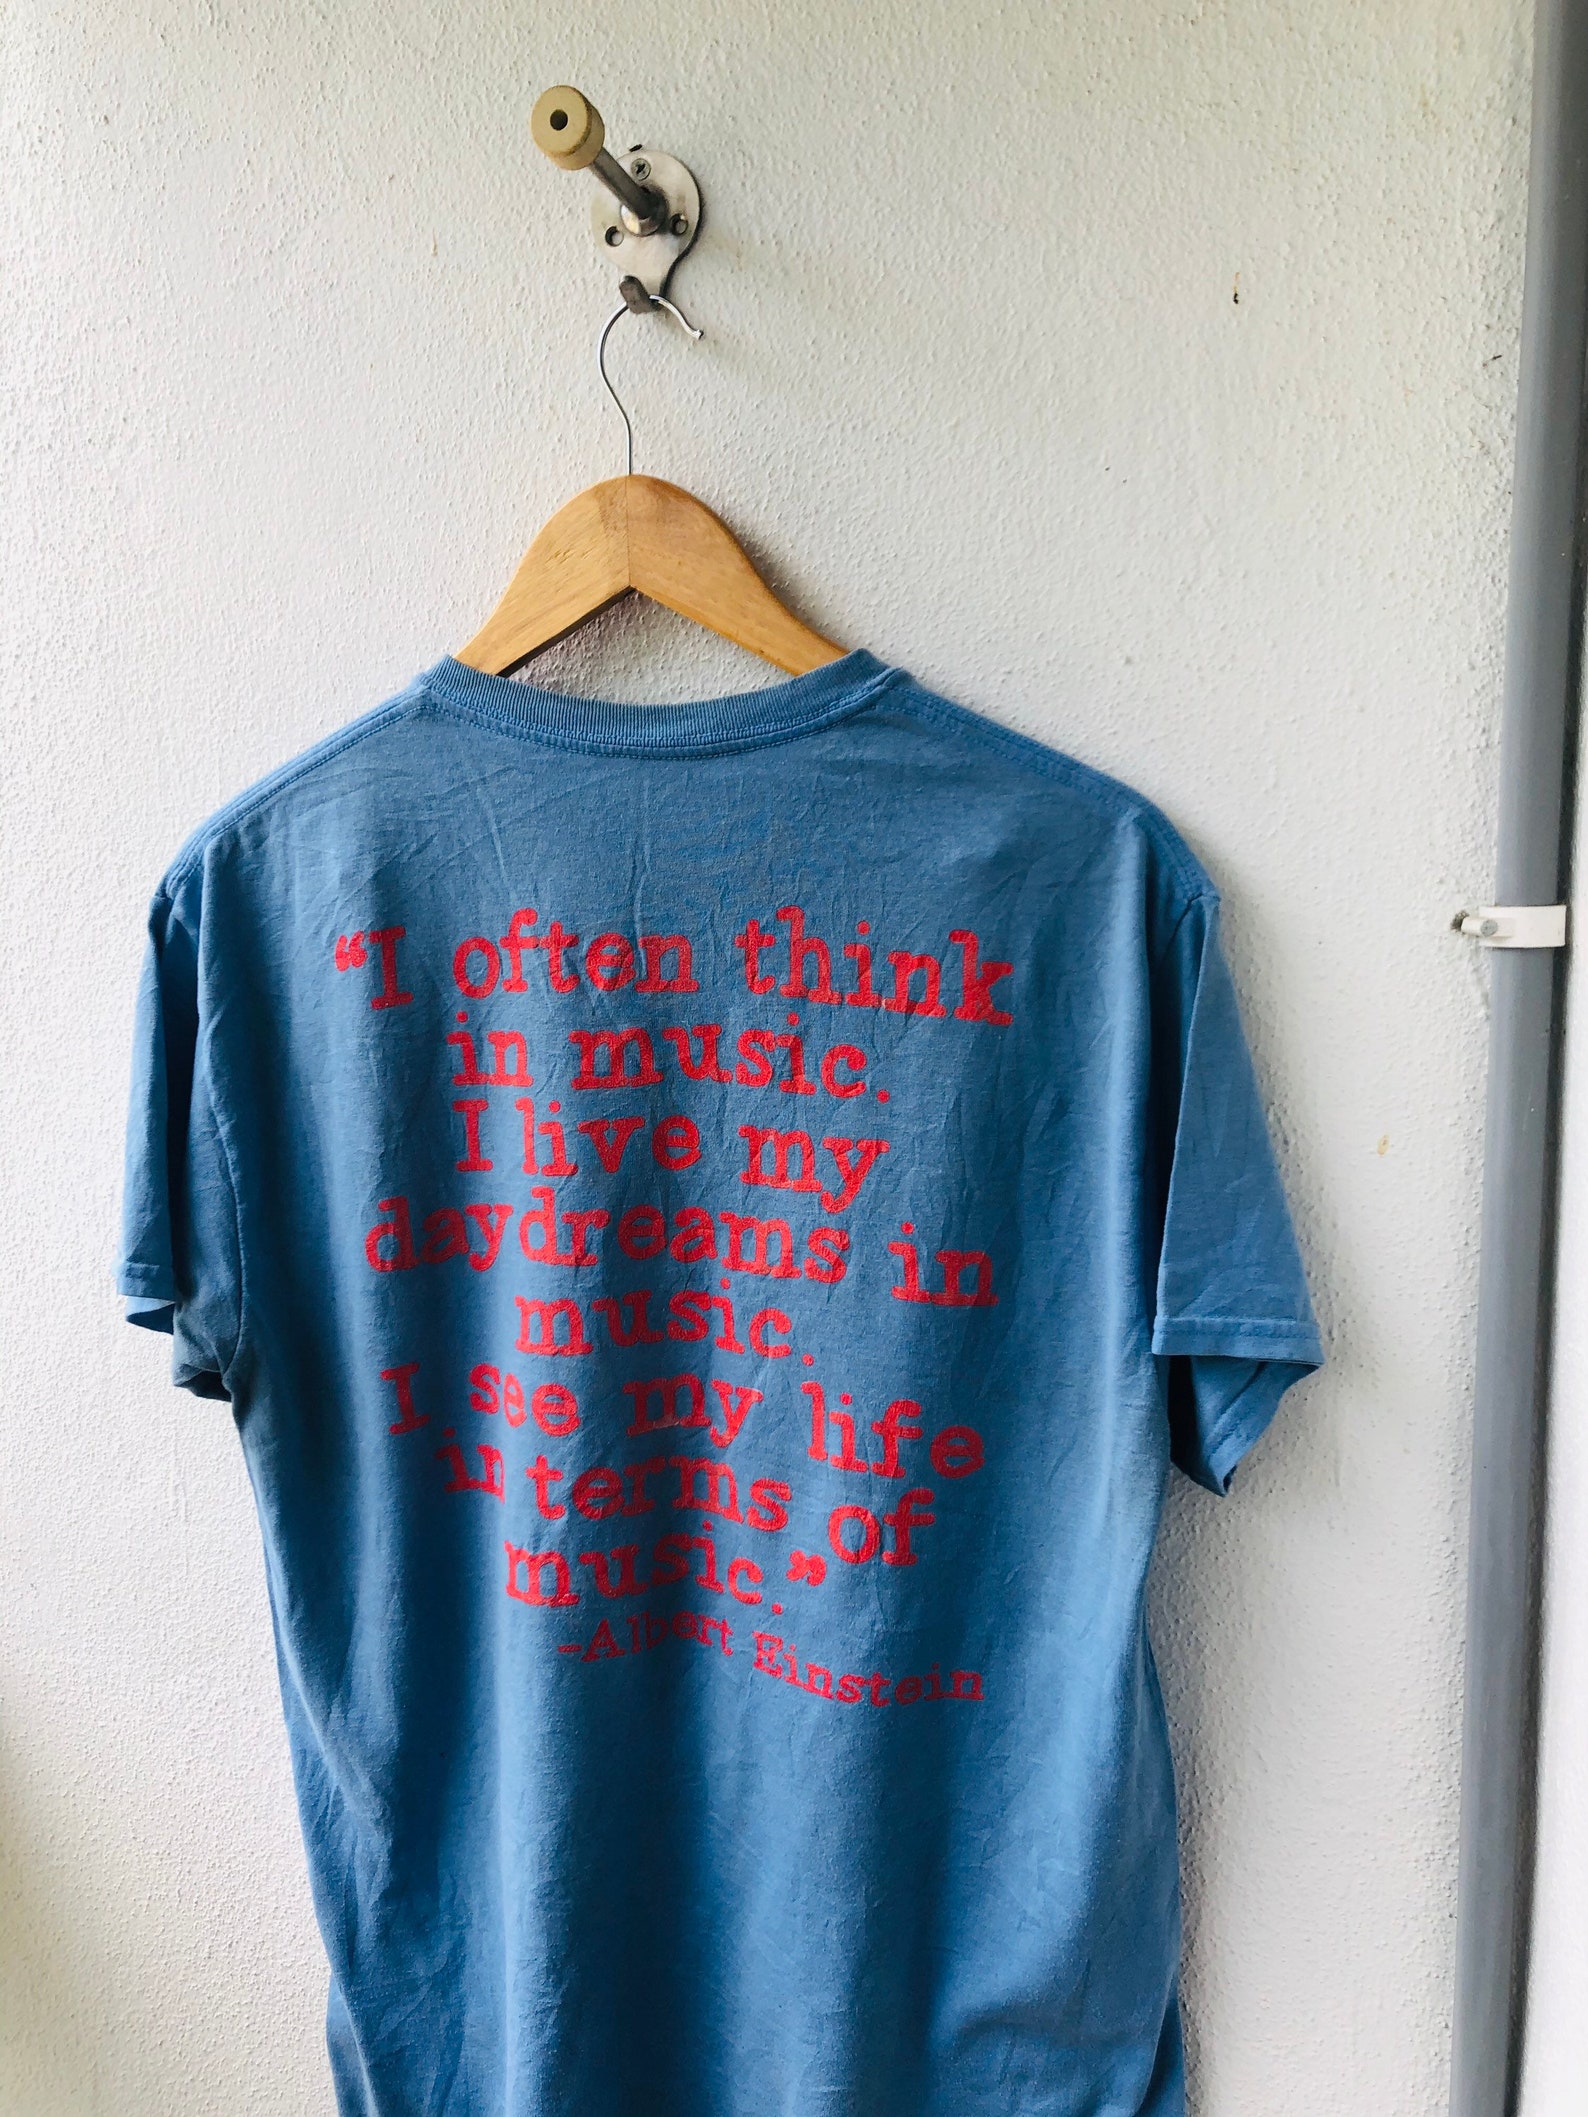 “I often think
in music.
I live my
daydreams in
music.
I see my life
in terms of
music.”
-Albert Einstein